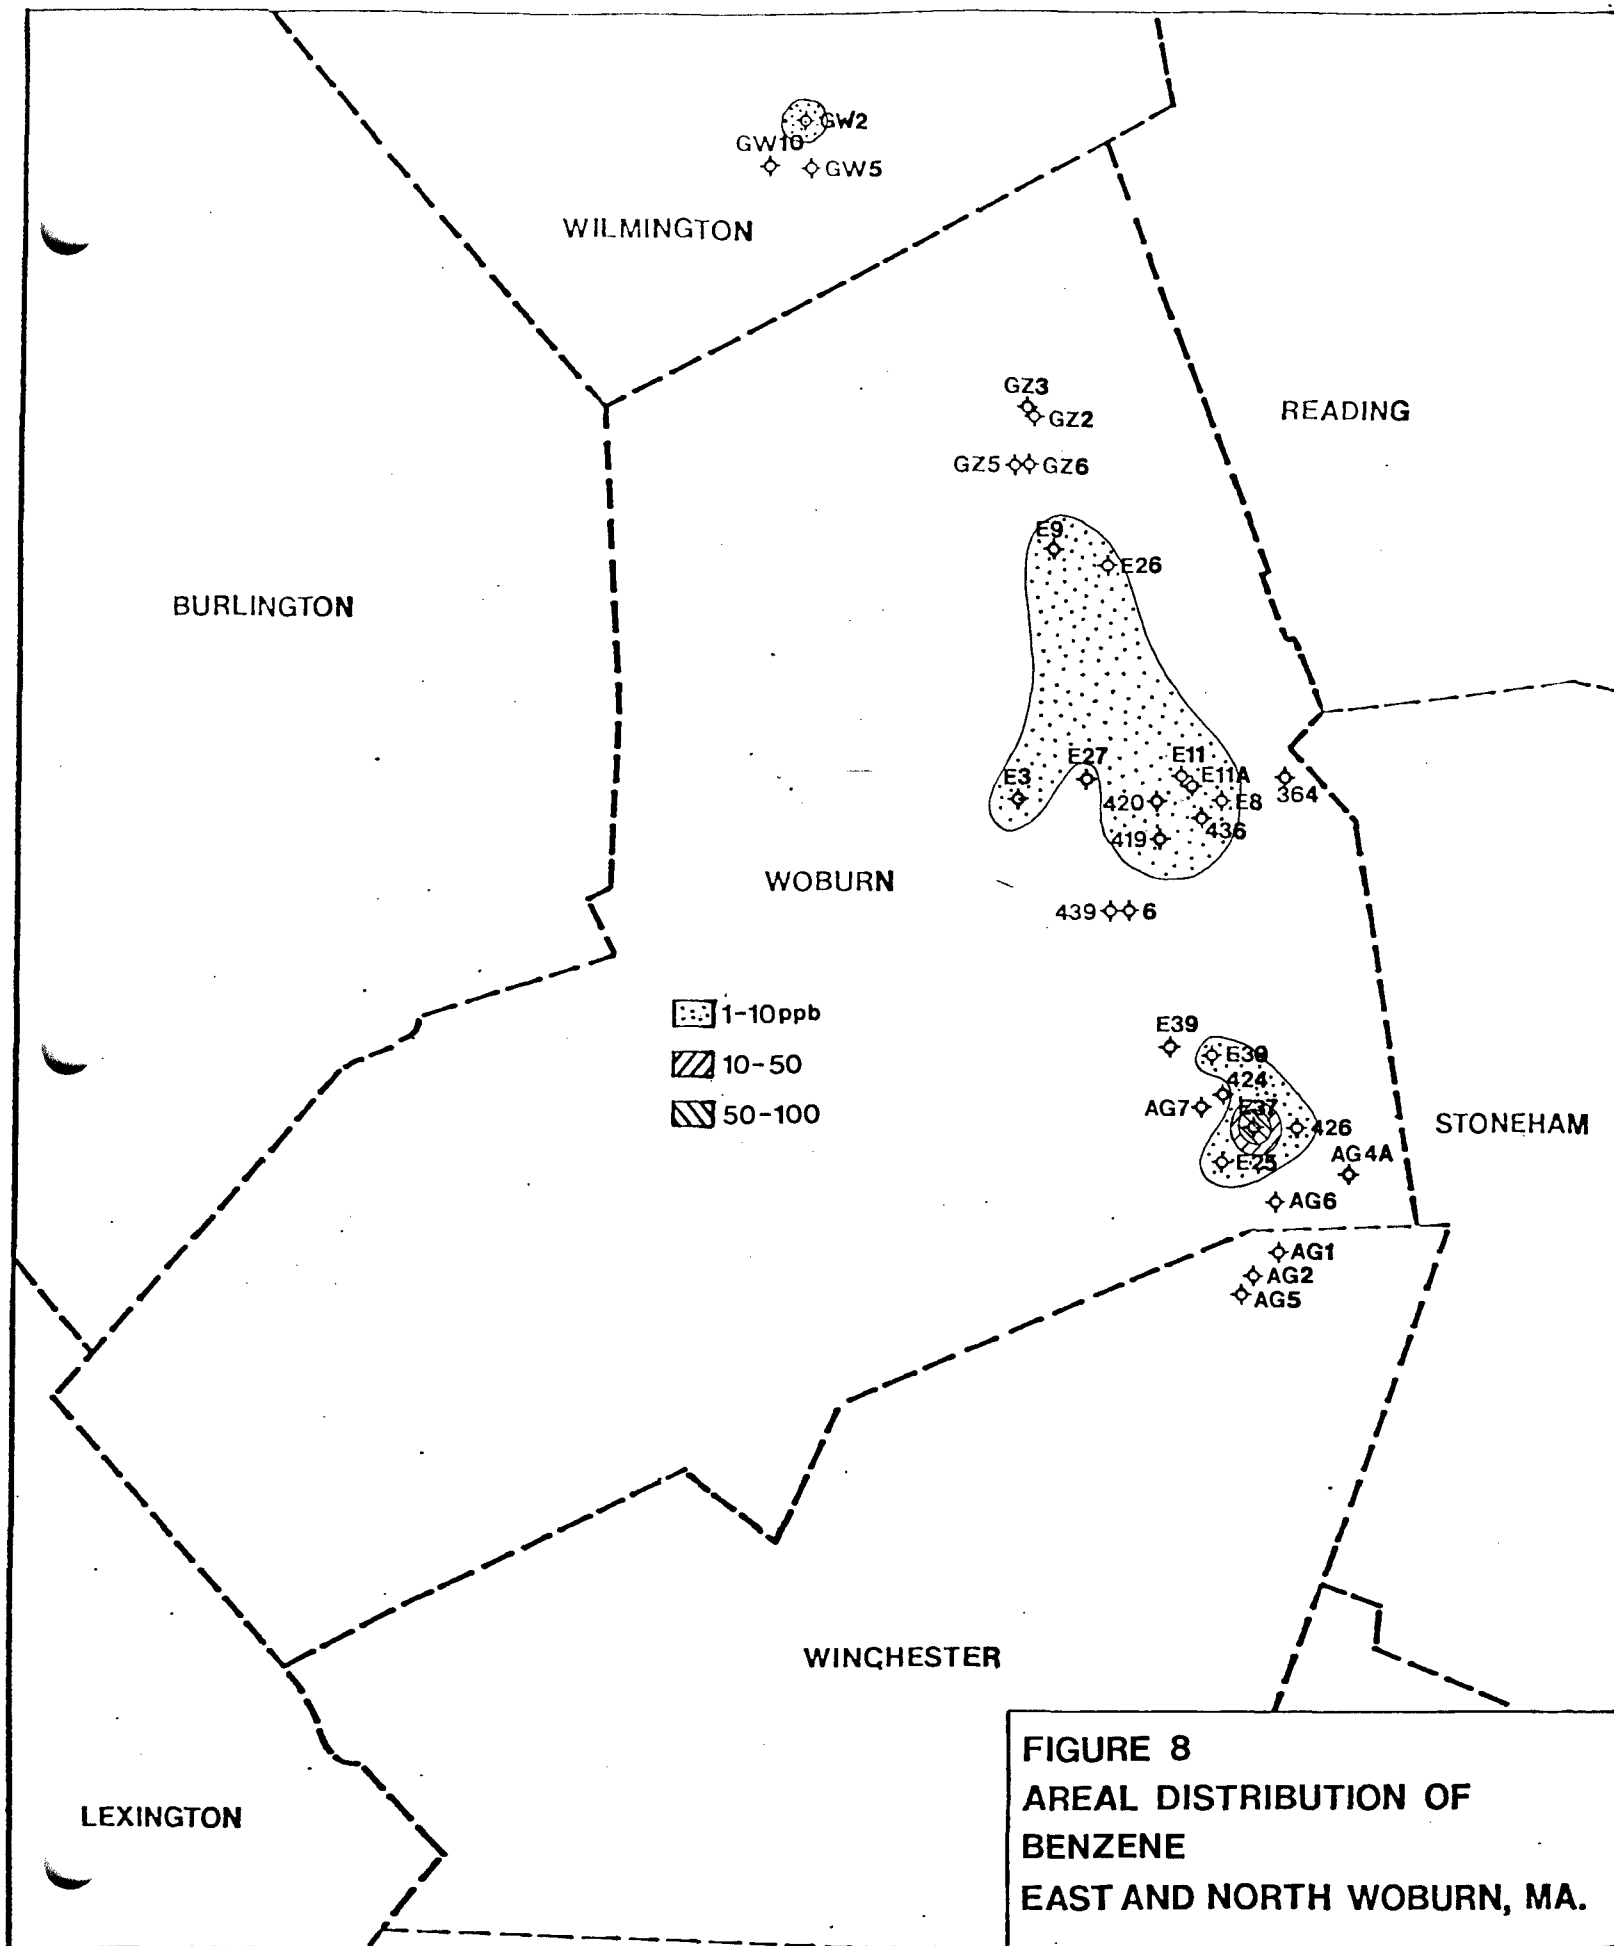 GW2
GW10
GW5
WILMINGTON
GZ3
GZ2
READING
GZ5
GZ6
E9
E26
BURLINGTON
E27
E11
E3
E11A
420
E8
364
436
419
WOBURN
439
6
1-10ppb
10-50
50-100
E39
E30
424
AG7
E37
426
STONEHAM
AG4A
E25
AG6
AG1
AG2
AG5
WINCHESTER
LEXINGTON
FIGURE 8
AREAL DISTRIBUTION OF
BENZENE
EAST AND NORTH WOBURN, MA.